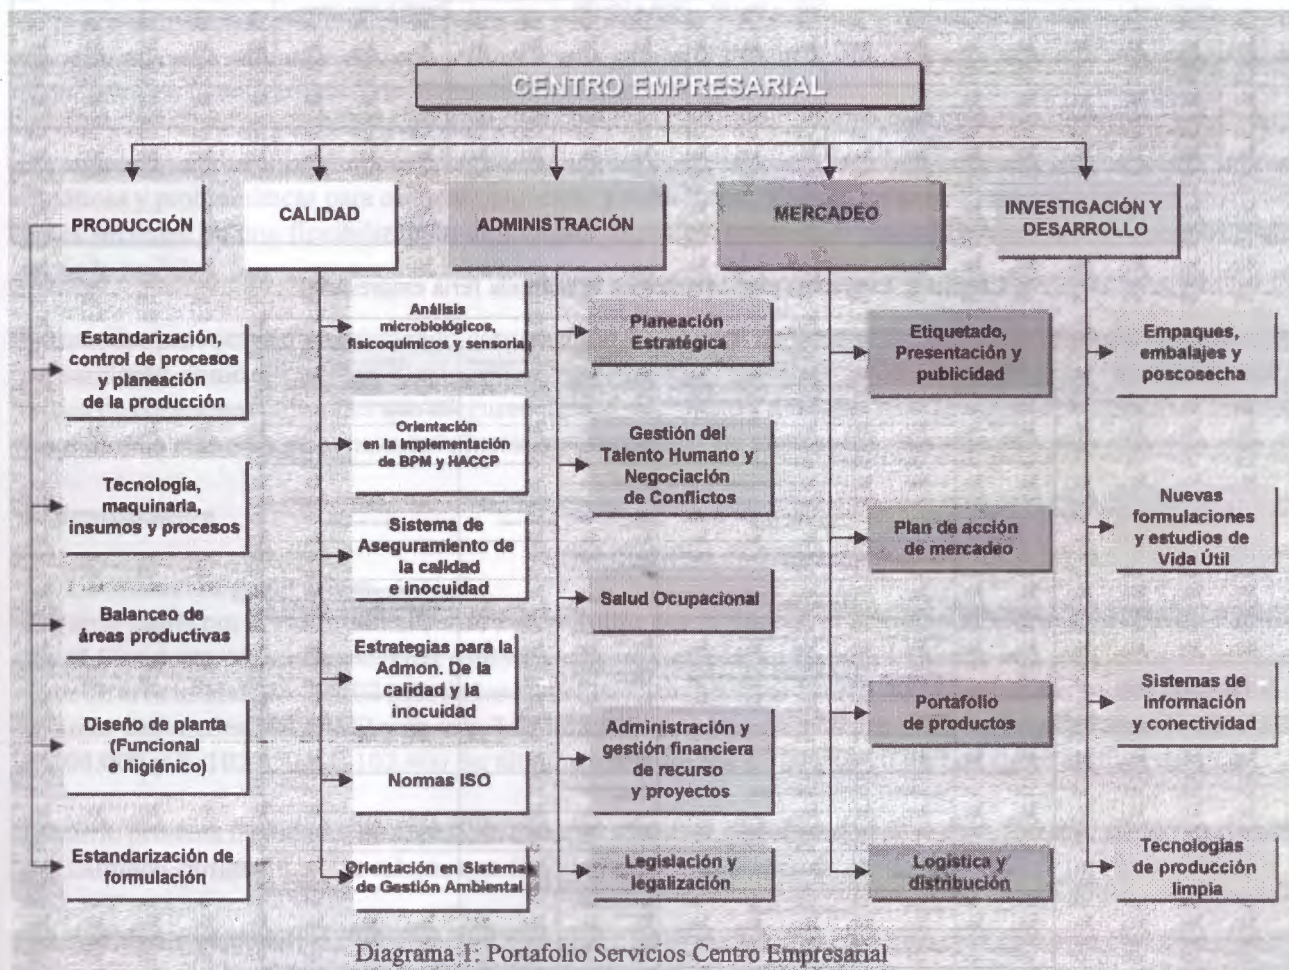 CENTRO EMPRESARIAL
PRODUCCIÓN
Estandarización,
control de procesos
y planeación
de la producción
Tecnología,
maquinaria,
insumos y procesos
Balanceo de
áreas productivas
Diseño de planta
(Funcional
e higiénico)
Estandarización de
formulación
CALIDAD
Análisis
microbiológicos,
fisicoquímicos y sensoria
Orientación
en la implementación
de BPM y HACCP
Sistema de
Aseguramiento de
la calidad
e inocuidad
Estrategias para la
Admon. De la
calidad y la
inocuidad
Normas ISO
Orientación en Sistemas
de Gestión Ambiental
ADMINISTRACIÓN
Planeación
Estratégica
Gestión del
Talento Humano y
Negociación
de Conflictos
Salud Ocupacional
Administración y
gestión financiera
de recurso
y proyectos
Legislación y
legalización
MERCADEO
Etiquetado,
Presentación y
publicidad
Plan de acción
de mercadeo
Portafolio
de productos
Logística y
distribución
INVESTIGACIÓN Y
DESARROLLO
Empaques,
embalajes y
poscosecha
Nuevas
formulaciones
y estudios de
Vida Útil
Sistemas de
información
y conectividad
Tecnologías
de producción
limpia
Diagrama 1: Portafolio Servicios Centro Empresarial